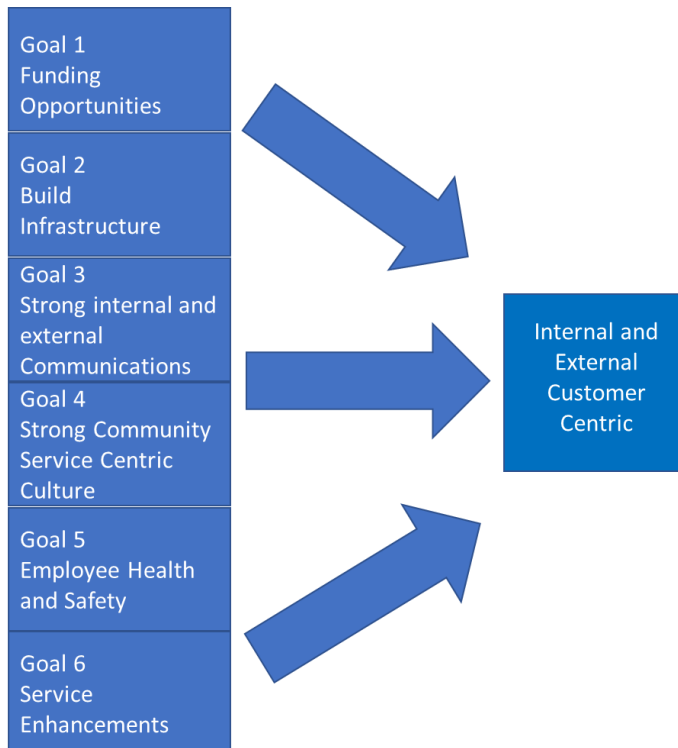 Goal 1
Funding
Opportunities
Goal 2
Build
Infrastructure
Goal 3
Strong internal and
external
Communications
Goal 4
Strong Community
Service Centric
Culture
Goal 5
Employee Health
and Safety
Goal 6
Service
Enhancements
Internal and
External
Customer
Centric